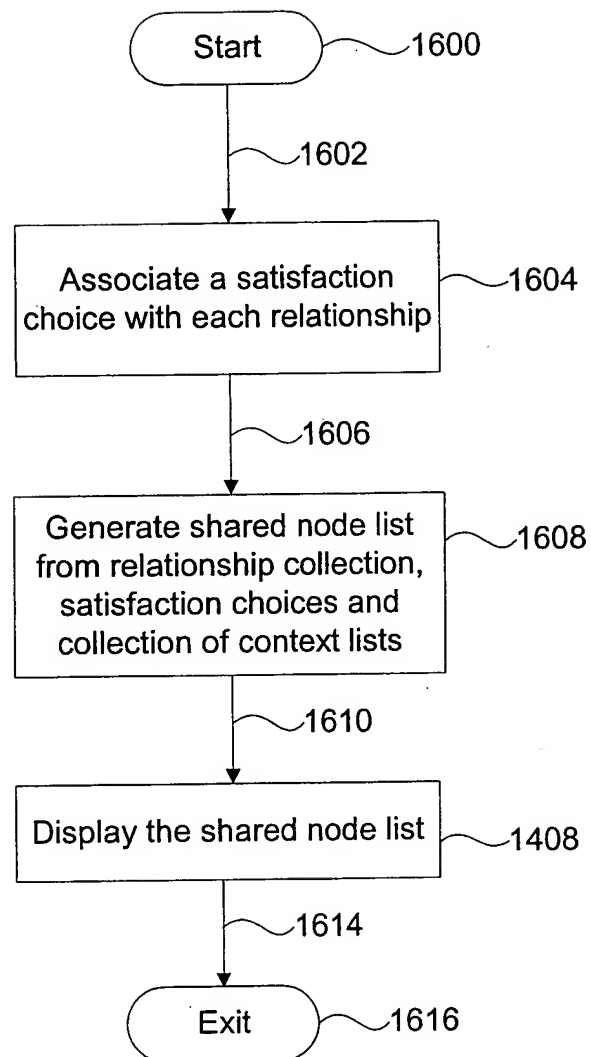 Start
1600
1602
Associate a satisfaction
choice with each relationship
1604
1606
Generate shared node list
from relationship collection,
satisfaction choices and
collection of context lists
1608
1610
Display the shared node list
1408
1614
Exit
1616